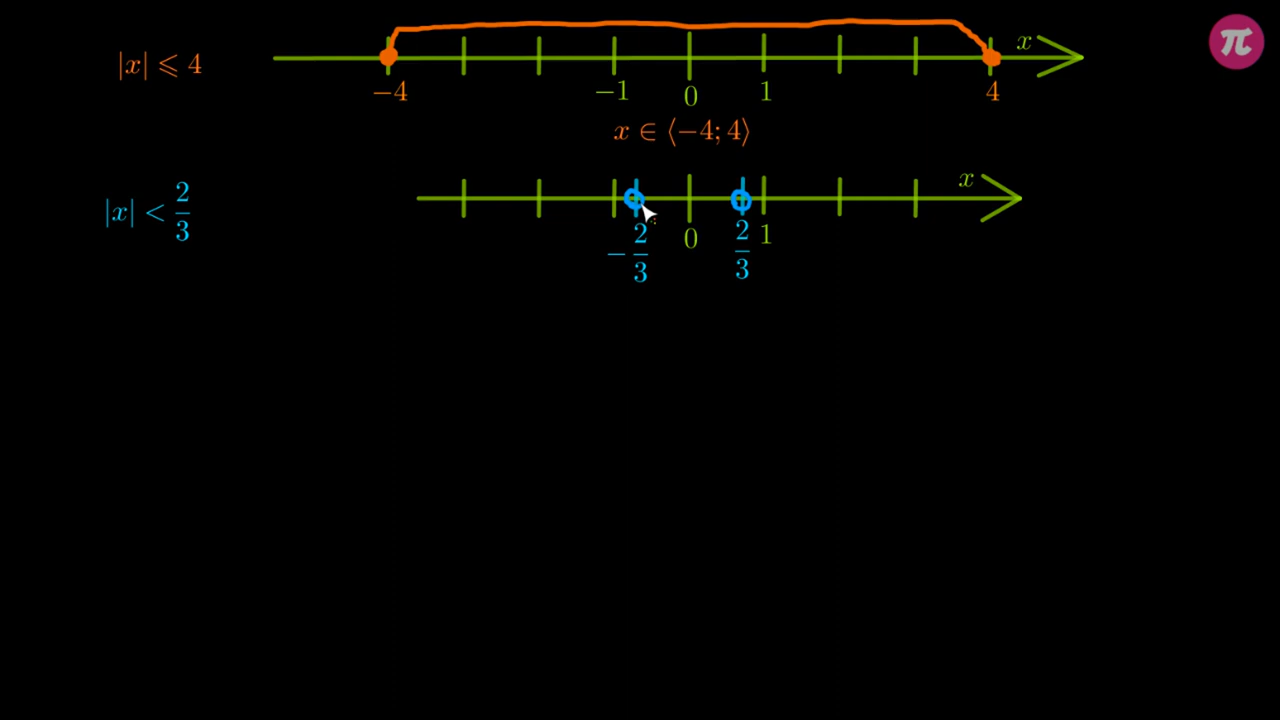 |x| ⩽ 4
x
−4 −1 0 1 4
x ∈ ⟨−4; 4⟩
|x| < 2/3
x
−2/3 0 2/3 1
π